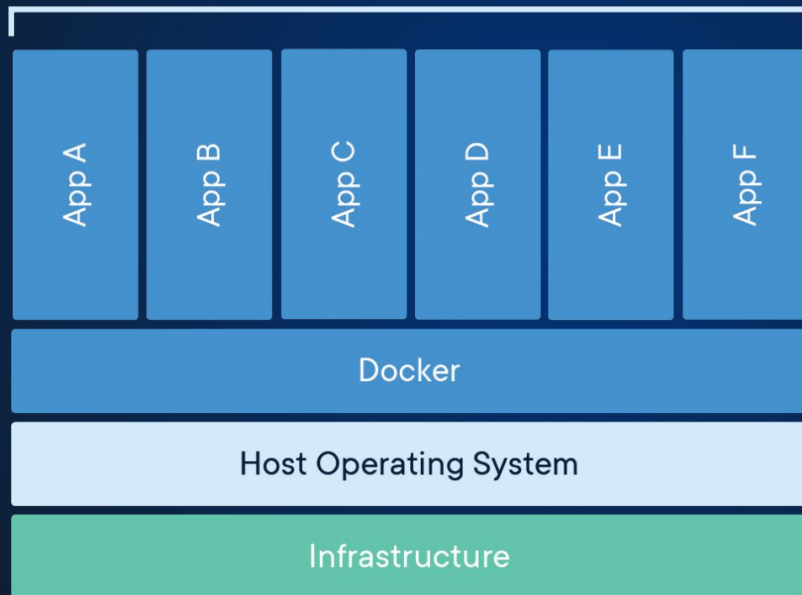 App A
App B
App C
App D
App E
App F
Docker
Host Operating System
Infrastructure